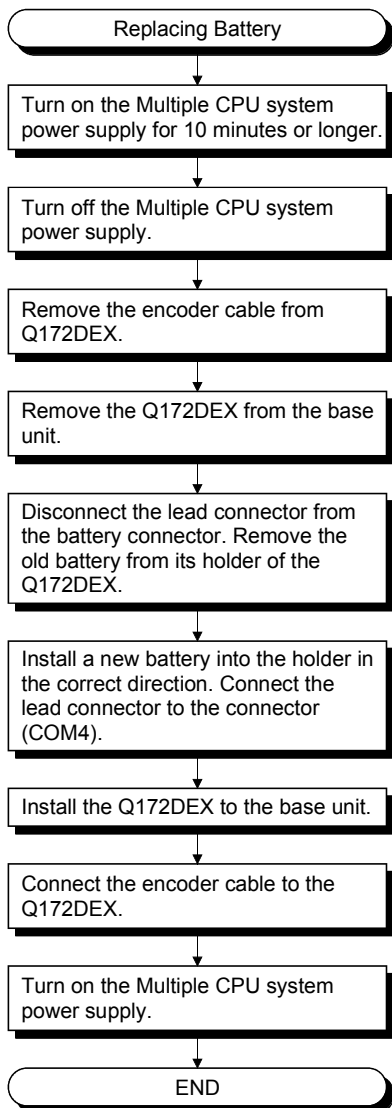 Replacing Battery
Turn on the Multiple CPU system
power supply for 10 minutes or longer.
Turn off the Multiple CPU system
power supply.
Remove the encoder cable from
Q172DEX.
Remove the Q172DEX from the base
unit.
Disconnect the lead connector from
the battery connector. Remove the
old battery from its holder of the
Q172DEX.
Install a new battery into the holder in
the correct direction. Connect the
lead connector to the connector
(COM4).
Install the Q172DEX to the base unit.
Connect the encoder cable to the
Q172DEX.
Turn on the Multiple CPU system
power supply.
END